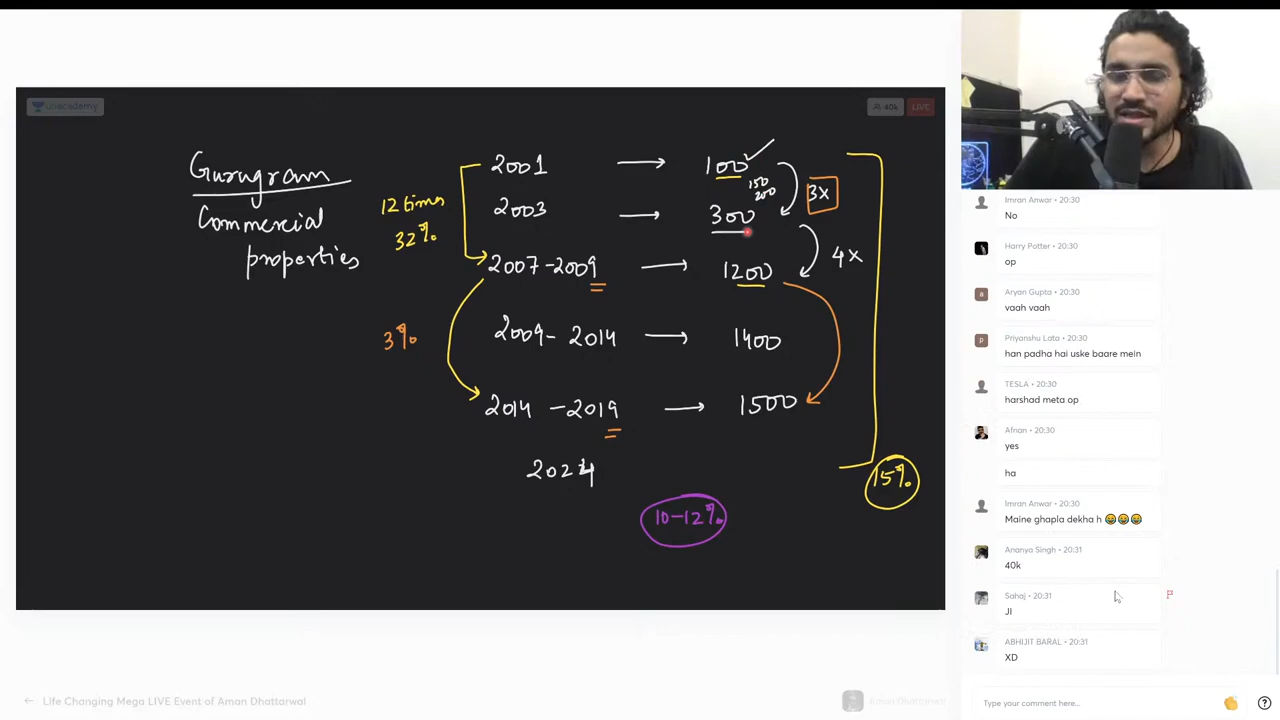 unacademy
40k
LIVE
Gurugram
Commercial
properties
12 times
32%
3%
2001 → 100
150
200
3x
2003 → 300
4x
2007-2009 → 1200
2009-2014 → 1400
2014-2019 → 1500
2024
15%
10-12%
Imran Anwar • 20:30
No
Harry Potter • 20:30
op
Aryan Gupta • 20:30
vaah vaah
Priyanshu Lata • 20:30
han padha hai uske baare mein
TESLA • 20:30
harshad meta op
Afnan • 20:30
yes
ha
Imran Anwar • 20:30
Maine ghapla dekha h 😂😂😂
Ananya Singh • 20:31
40k
Sahaj • 20:31
JI
ABHIJIT BARAL • 20:31
XD
Type your comment here...
← Life Changing Mega LIVE Event of Aman Dhattarwal
Aman Dhattarwal